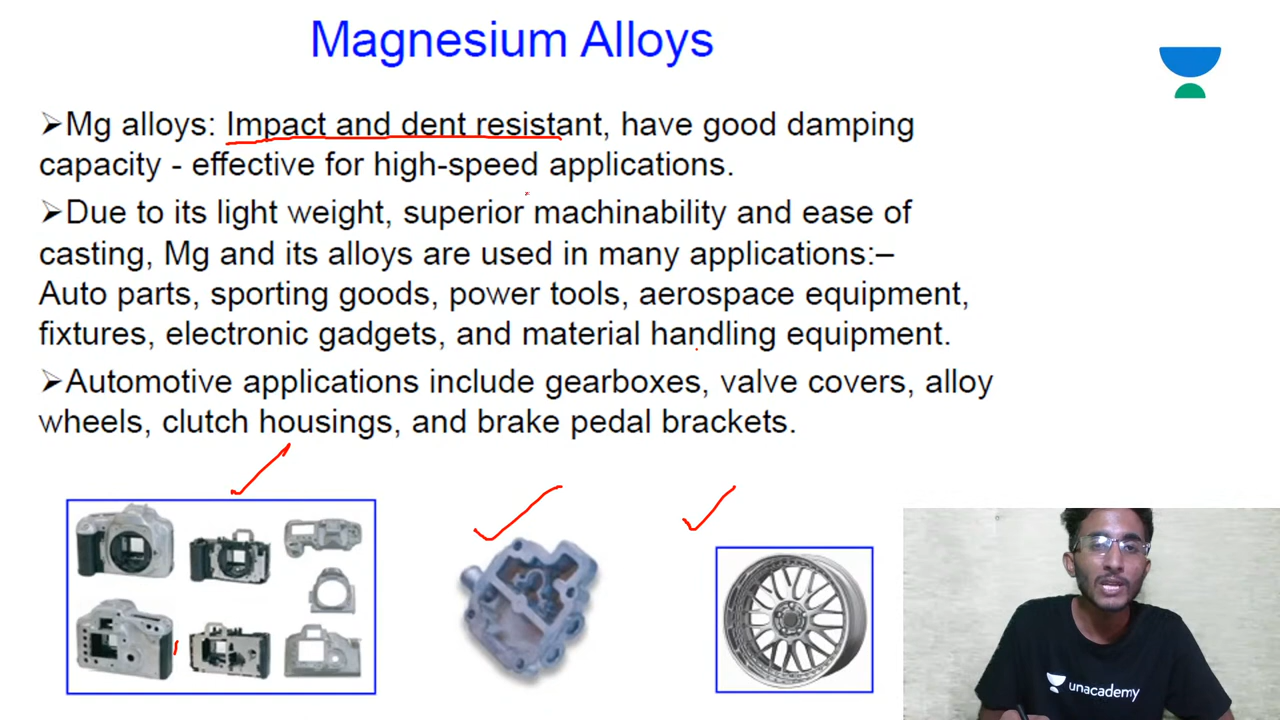 Magnesium Alloys
➢Mg alloys: Impact and dent resistant, have good damping
capacity - effective for high-speed applications.
➢Due to its light weight, superior machinability and ease of
casting, Mg and its alloys are used in many applications:–
Auto parts, sporting goods, power tools, aerospace equipment,
fixtures, electronic gadgets, and material handling equipment.
➢Automotive applications include gearboxes, valve covers, alloy
wheels, clutch housings, and brake pedal brackets.
unacademy